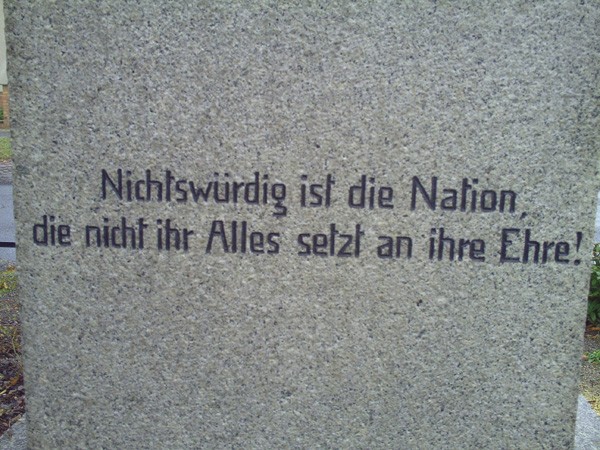 Nichtswürdig ist die Nation,
die nicht ihr Alles setzt an ihre Ehre!